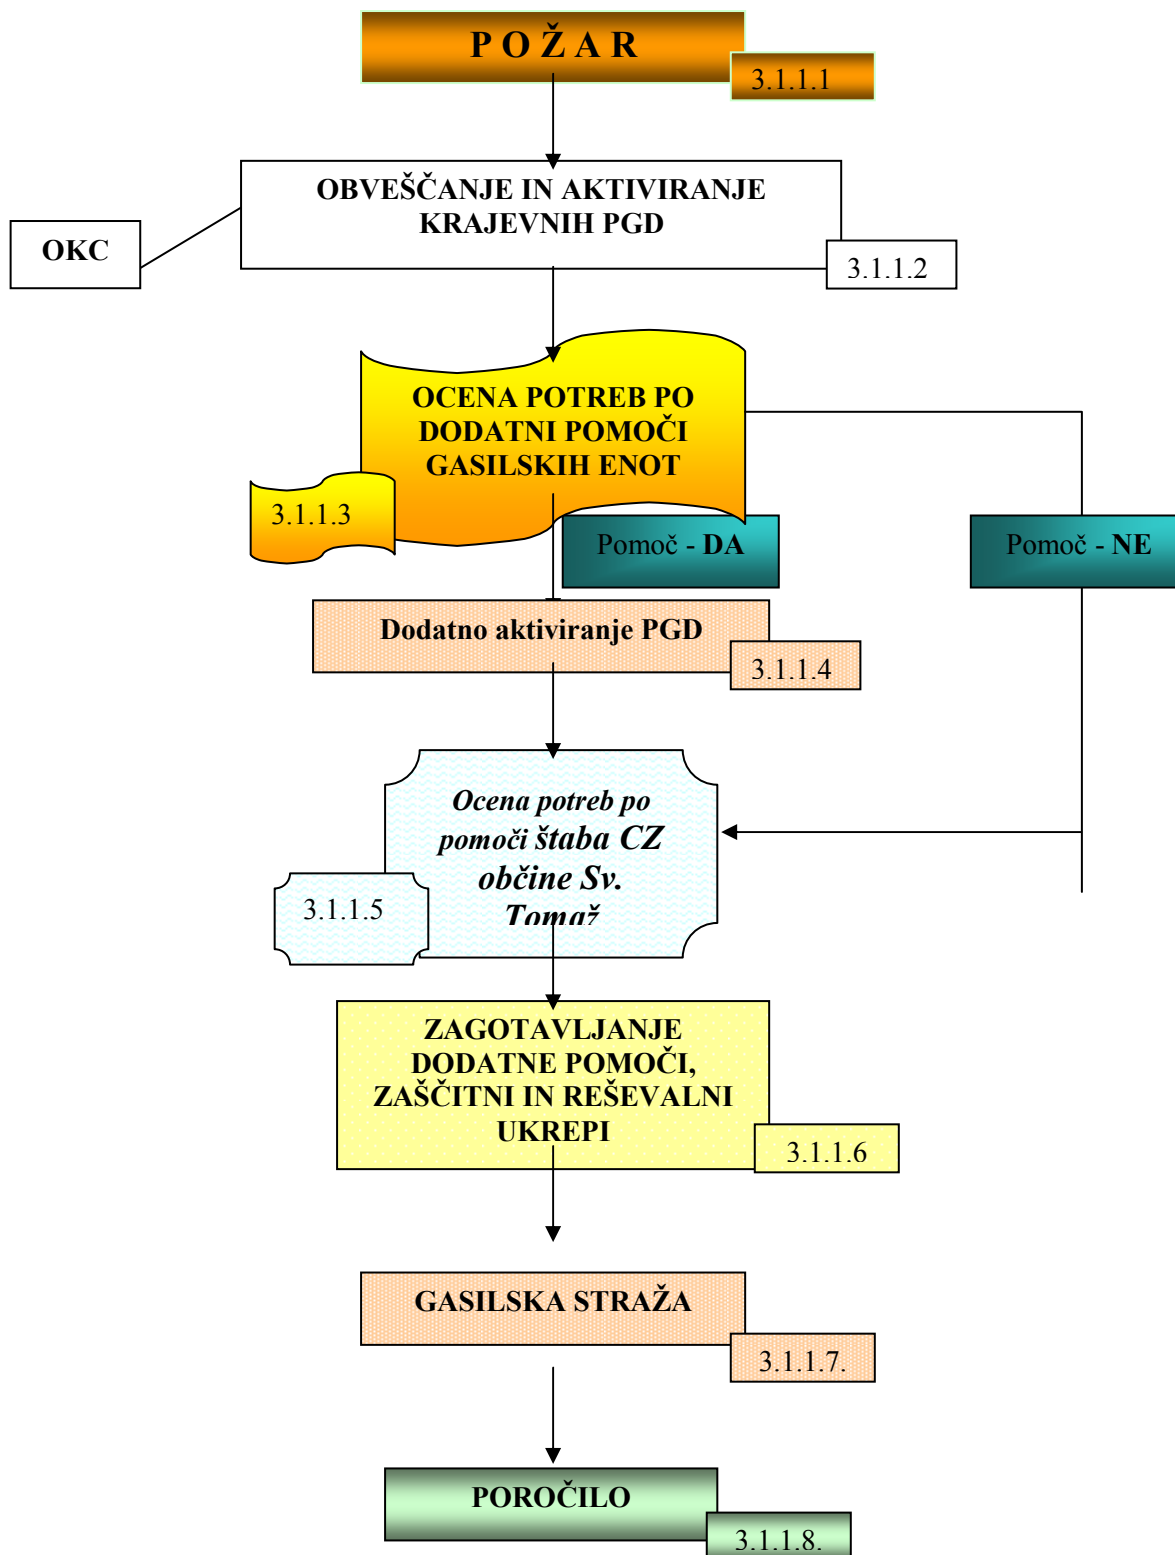 P O Ž A R
3.1.1.1
OBVEŠČANJE IN AKTIVIRANJE
KRAJEVNIH PGD
OKC
3.1.1.2
OCENA POTREB PO
DODATNI POMOČI
GASILSKIH ENOT
3.1.1.3
Pomoč - DA
Pomoč - NE
Dodatno aktiviranje PGD
3.1.1.4
Ocena potreb po
pomoči štaba CZ
občine Sv.
Tomaž
3.1.1.5
ZAGOTAVLJANJE
DODATNE POMOČI,
ZAŠČITNI IN REŠEVALNI
UKREPI
3.1.1.6
GASILSKA STRAŽA
3.1.1.7.
POROČILO
3.1.1.8.